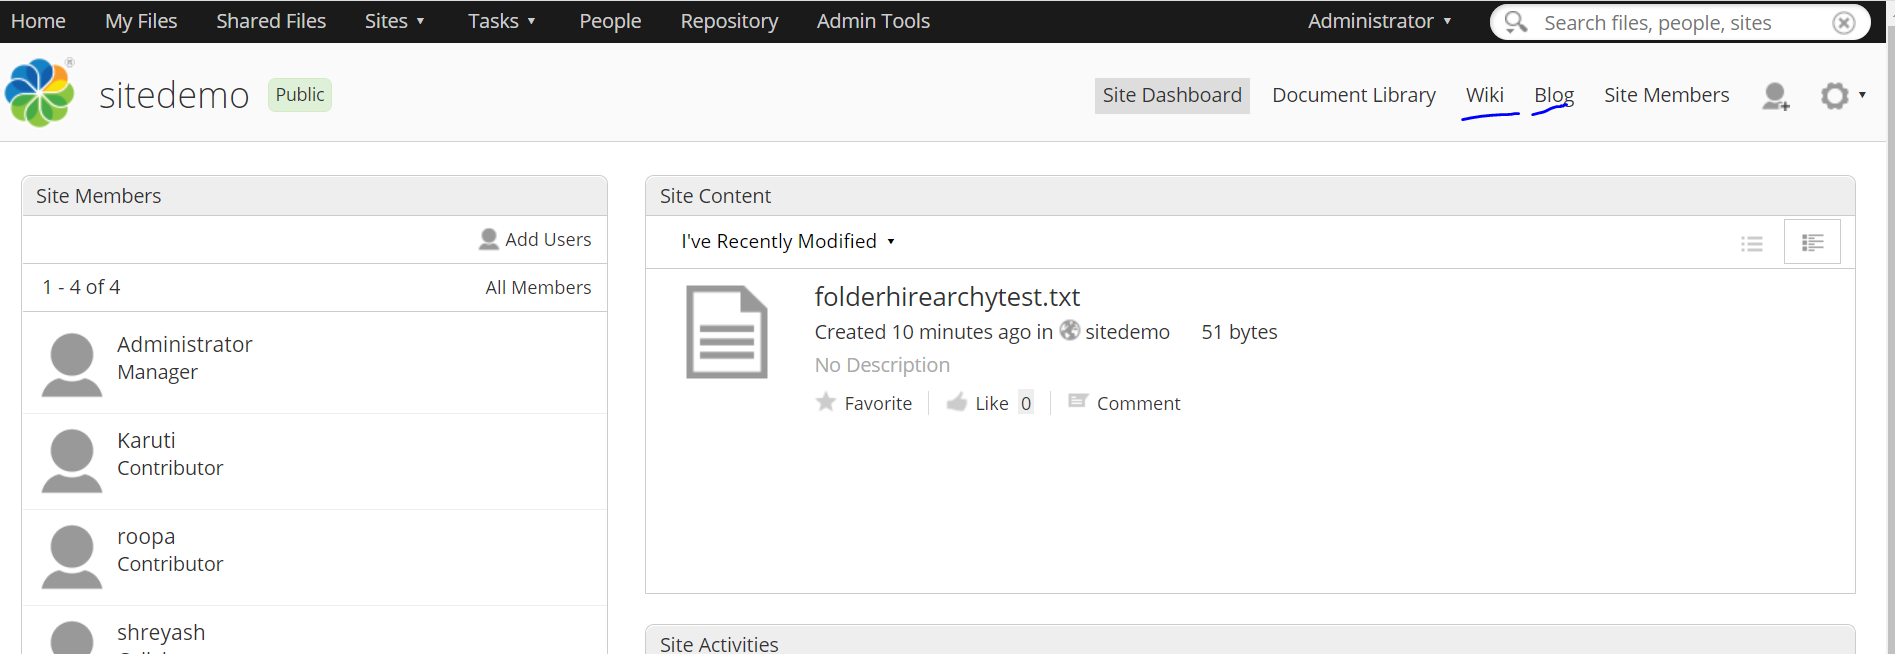 Home My Files Shared Files Sites Tasks People Repository Admin Tools Administrator Search files, people, sites
sitedemo Public Site Dashboard Document Library Wiki Blog Site Members
Site Members
Add Users
1 - 4 of 4 All Members
Administrator
Manager
Karuti
Contributor
roopa
Contributor
shreyash
Site Content
I've Recently Modified
folderhirearchytest.txt
Created 10 minutes ago in sitedemo 51 bytes
No Description
Favorite Like 0 Comment
Site Activities